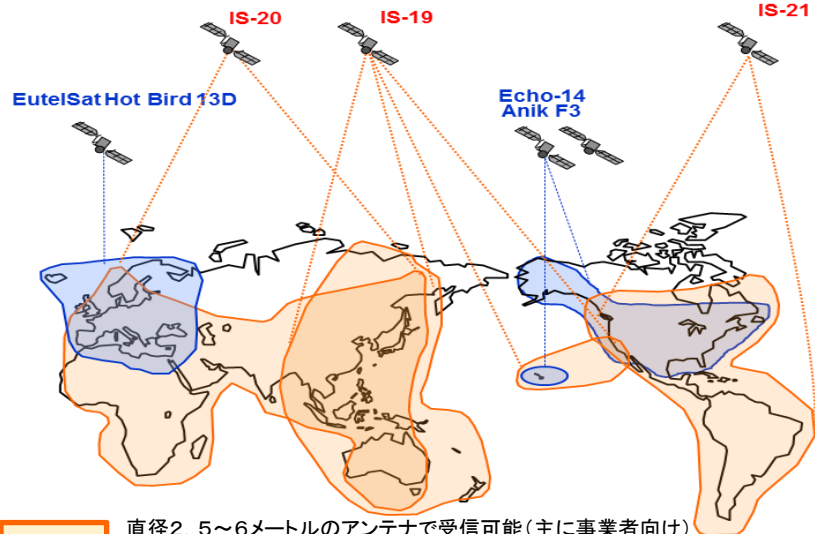 IS-20
IS-19
IS-21
EutelSat Hot Bird 13D
Echo-14
Anik F3
直径2．5～6メートルのアンテナで受信可能（主に事業者向け）